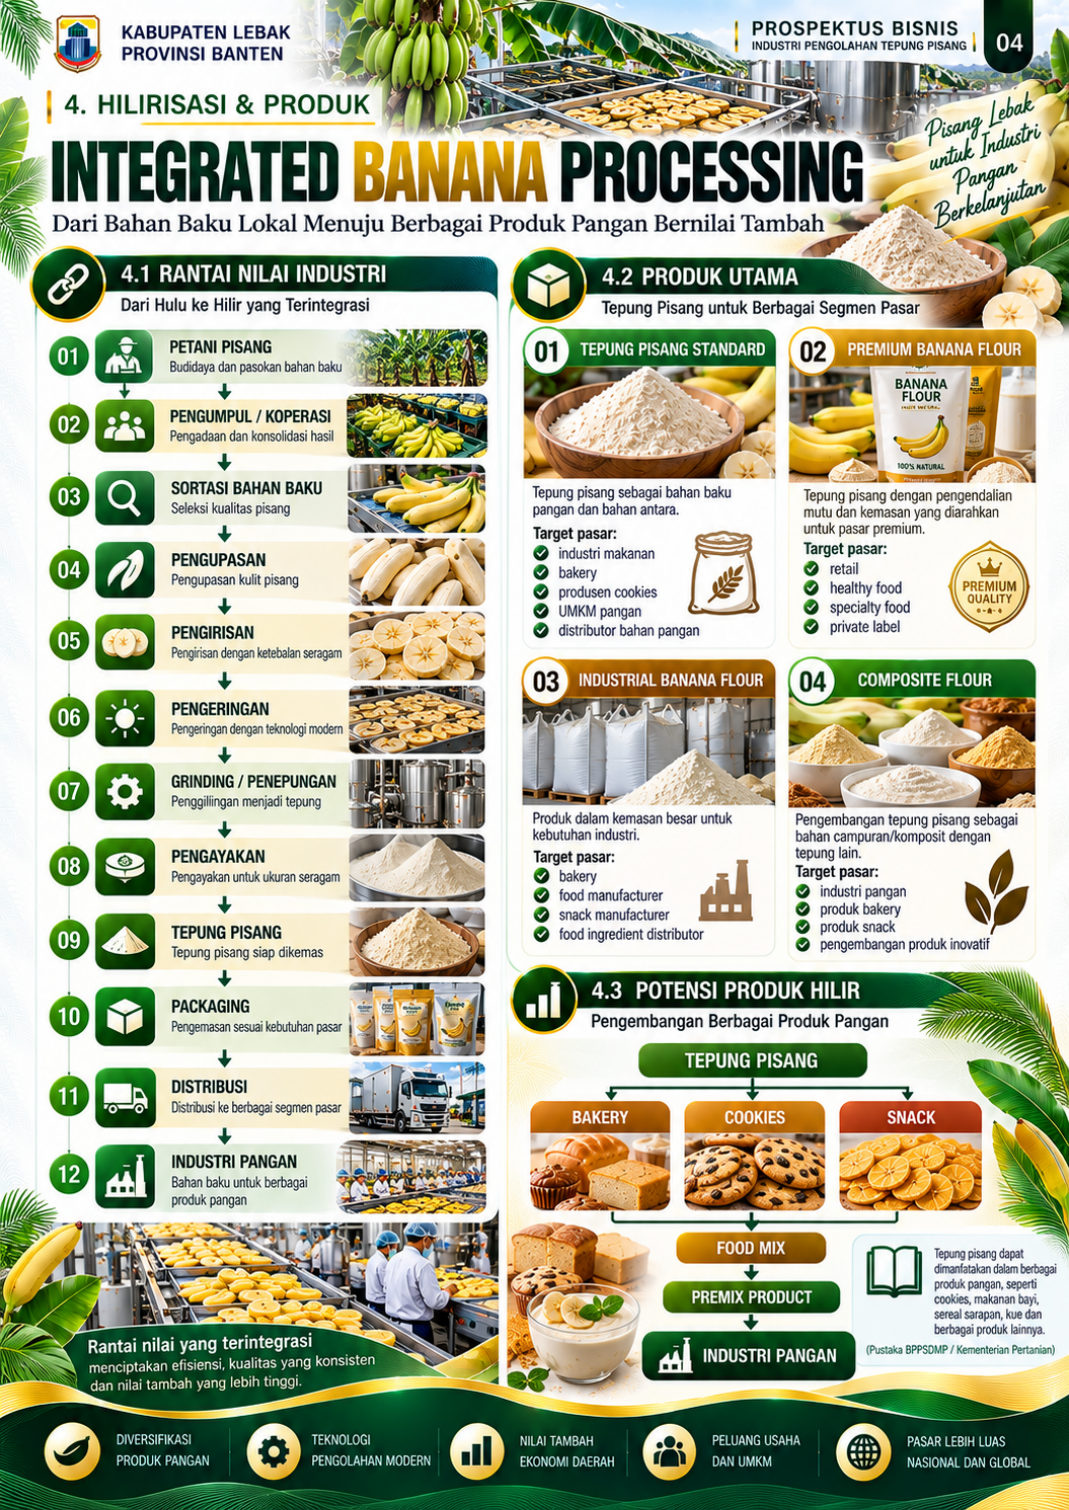 KABUPATEN LEBAK
PROVINSI BANTEN
PROSPEKTUS BISNIS
INDUSTRI PENGOLAHAN TEPUNG PISANG
04
4. HILIRISASI & PRODUK
INTEGRATED BANANA PROCESSING
Dari Bahan Baku Lokal Menuju Berbagai Produk Pangan Bernilai Tambah
Pisang Lebak
untuk Industri
Pangan
Berkelanjutan
4.1 RANTAI NILAI INDUSTRI
Dari Hulu ke Hilir yang Terintegrasi
01
PETANI PISANG
Budidaya dan pasokan bahan baku
02
PENGUMPUL / KOPERASI
Pengadaan dan konsolidasi hasil
03
SORTASI BAHAN BAKU
Seleksi kualitas pisang
04
PENGUPASAN
Pengupasan kulit pisang
05
PENGIRISAN
Pengirisan dengan ketebalan seragam
06
PENGERINGAN
Pengeringan dengan teknologi modern
07
GRINDING / PENEPUNGAN
Penggilingan menjadi tepung
08
PENGAYAKAN
Pengayakan untuk ukuran seragam
09
TEPUNG PISANG
Tepung pisang siap dikemas
10
PACKAGING
Pengemasan sesuai kebutuhan pasar
11
DISTRIBUSI
Distribusi ke berbagai segmen pasar
12
INDUSTRI PANGAN
Bahan baku untuk berbagai
produk pangan
Rantai nilai yang terintegrasi
menciptakan efisiensi, kualitas yang konsisten
dan nilai tambah yang lebih tinggi.
4.2 PRODUK UTAMA
Tepung Pisang untuk Berbagai Segmen Pasar
01 TEPUNG PISANG STANDARD
Tepung pisang sebagai bahan baku
pangan dan bahan antara.
Target pasar:
industri makanan
bakery
produsen cookies
UMKM pangan
distributor bahan pangan
02 PREMIUM BANANA FLOUR
BANANA
FLOUR
100% NATURAL
Tepung pisang dengan pengendalian
mutu dan kemasan yang diarahkan
untuk pasar premium.
Target pasar:
retail
healthy food
specialty food
private label
PREMIUM
QUALITY
03 INDUSTRIAL BANANA FLOUR
Produk dalam kemasan besar untuk
kebutuhan industri.
Target pasar:
bakery
food manufacturer
snack manufacturer
food ingredient distributor
04 COMPOSITE FLOUR
Pengembangan tepung pisang sebagai
bahan campuran/komposit dengan
tepung lain.
Target pasar:
industri pangan
produk bakery
produk snack
pengembangan produk inovatif
4.3 POTENSI PRODUK HILIR
Pengembangan Berbagai Produk Pangan
TEPUNG PISANG
BAKERY
COOKIES
SNACK
FOOD MIX
PREMIX PRODUCT
INDUSTRI PANGAN
Tepung pisang dapat
dimanfatakan dalam berbagai
produk pangan, seperti
cookies, makanan bayi,
sereal sarapan, kue dan
berbagai produk lainnya.
(Pustaka BPPSDMP / Kementerian Pertanian)
DIVERSIFIKASI
PRODUK PANGAN
TEKNOLOGI
PENGOLAHAN MODERN
NILAI TAMBAH
EKONOMI DAERAH
PELUANG USAHA
DAN UMKM
PASAR LEBIH LUAS
NASIONAL DAN GLOBAL